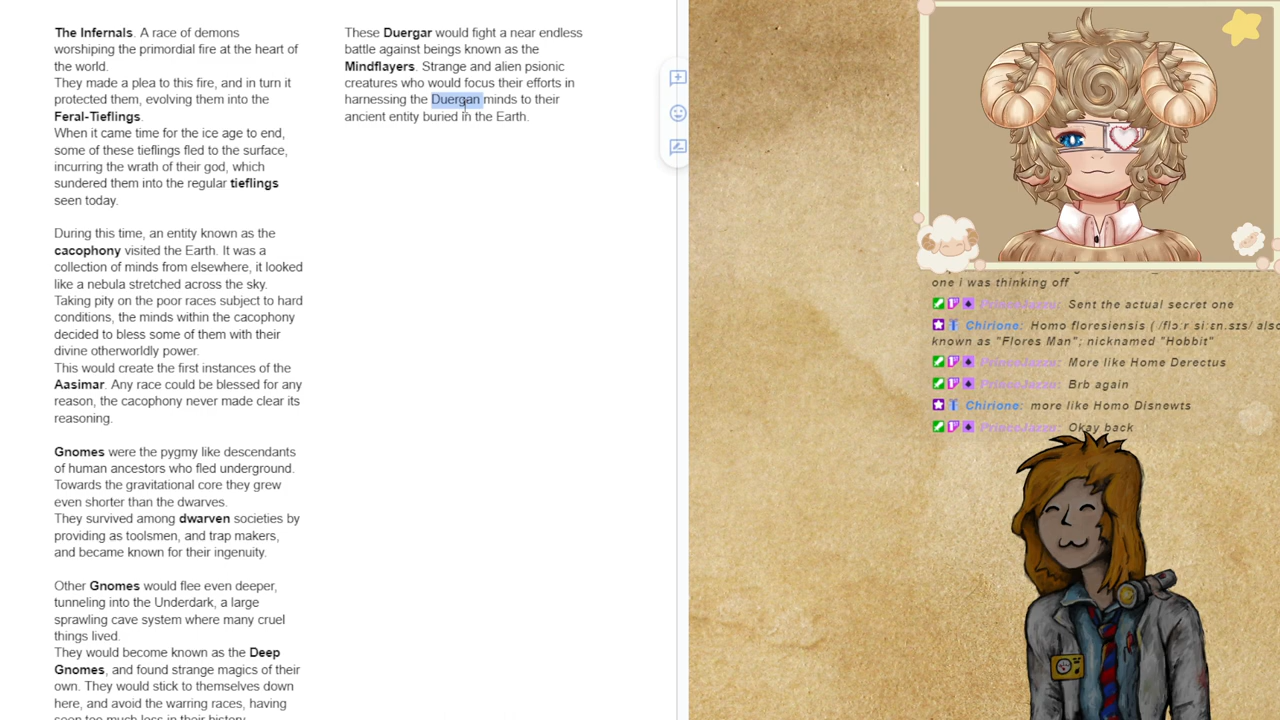 The Infernals. A race of demons
worshiping the primordial fire at the heart of
the world.
They made a plea to this fire, and in turn it
protected them, evolving them into the
Feral-Tieflings.
When it came time for the ice age to end,
some of these tieflings fled to the surface,
incurring the wrath of their god, which
sundered them into the regular tieflings
seen today.
During this time, an entity known as the
cacophony visited the Earth. It was a
collection of minds from elsewhere, it looked
like a nebula stretched across the sky.
Taking pity on the poor races subject to hard
conditions, the minds within the cacophony
decided to bless some of them with their
divine otherworldly power.
This would create the first instances of the
Aasimar. Any race could be blessed for any
reason, the cacophony never made clear its
reasoning.
Gnomes were the pygmy like descendants
of human ancestors who fled underground.
Towards the gravitational core they grew
even shorter than the dwarves.
They survived among dwarven societies by
providing as toolsmen, and trap makers,
and became known for their ingenuity.
Other Gnomes would flee even deeper,
tunneling into the Underdark, a large
sprawling cave system where many cruel
things lived.
They would become known as the Deep
Gnomes, and found strange magics of their
own. They would stick to themselves down
here, and avoid the warring races, having
seen too much loss in their history.
These Duergar would fight a near endless
battle against beings known as the
Mindflayers. Strange and alien psionic
creatures who would focus their efforts in
harnessing the Duergan minds to their
ancient entity buried in the Earth.
one i was thinking off
Sent the actual secret one
Chirione: Homo floresiensis ( /flɔːr siːɛn.sɪs/ also
known as "Flores Man"; nicknamed "Hobbit"
More like Home Derectus
Brb again
Chirione: more like Homo Disnewts
Okay back